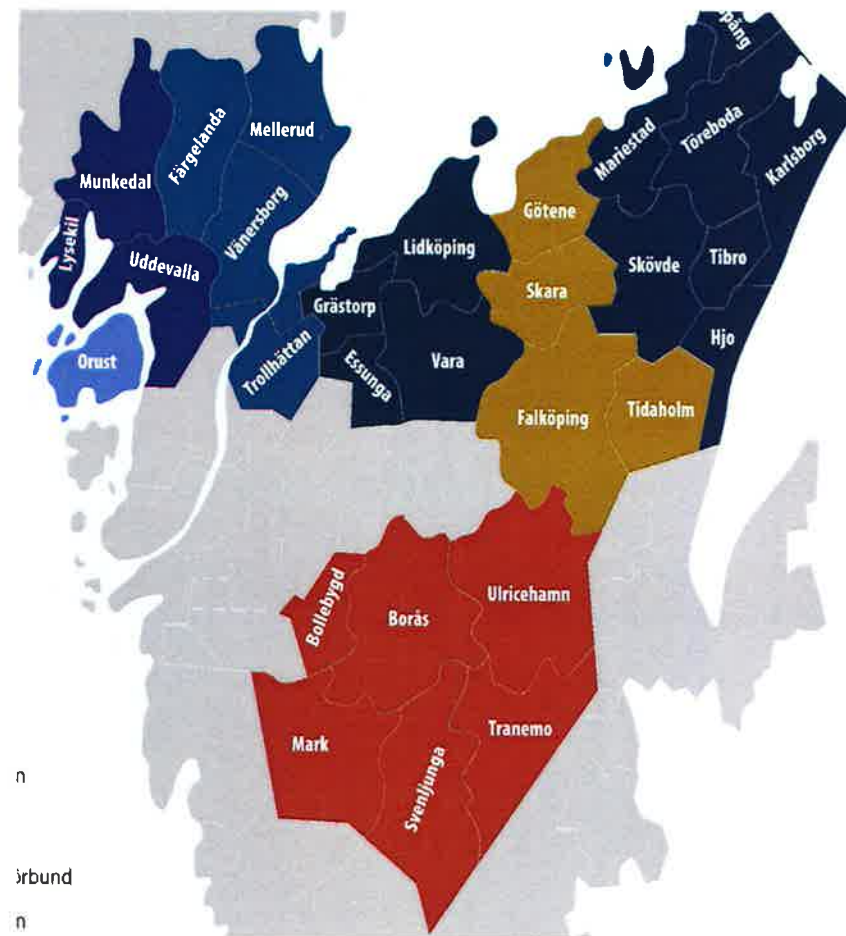 Mellerud
Färgelanda
Mariestad
Töreboda
Karlsborg
Munkedal
Götene
Vänersborg
Lysekil
Lidköping
Uddevalla
Skövde
Tibro
Skara
Grästorp
Hjo
Orust
Trollhättan
Essunga
Vara
Falköping
Tidaholm
Bollebygd
Ulricehamn
Borås
Mark
Tranemo
Svenljunga
n
örbund
n